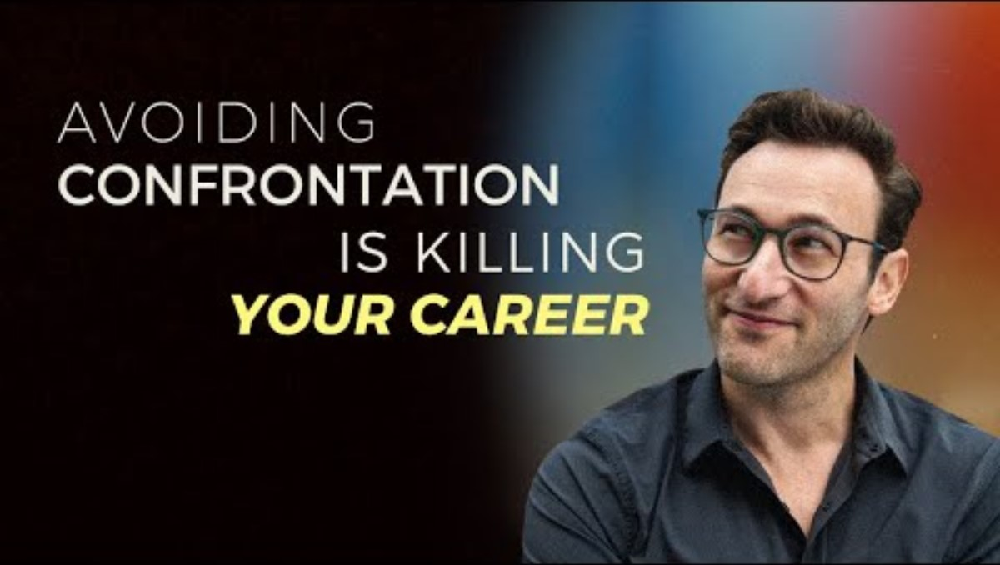 AVOIDING
CONFRONTATION
IS KILLING
YOUR CAREER